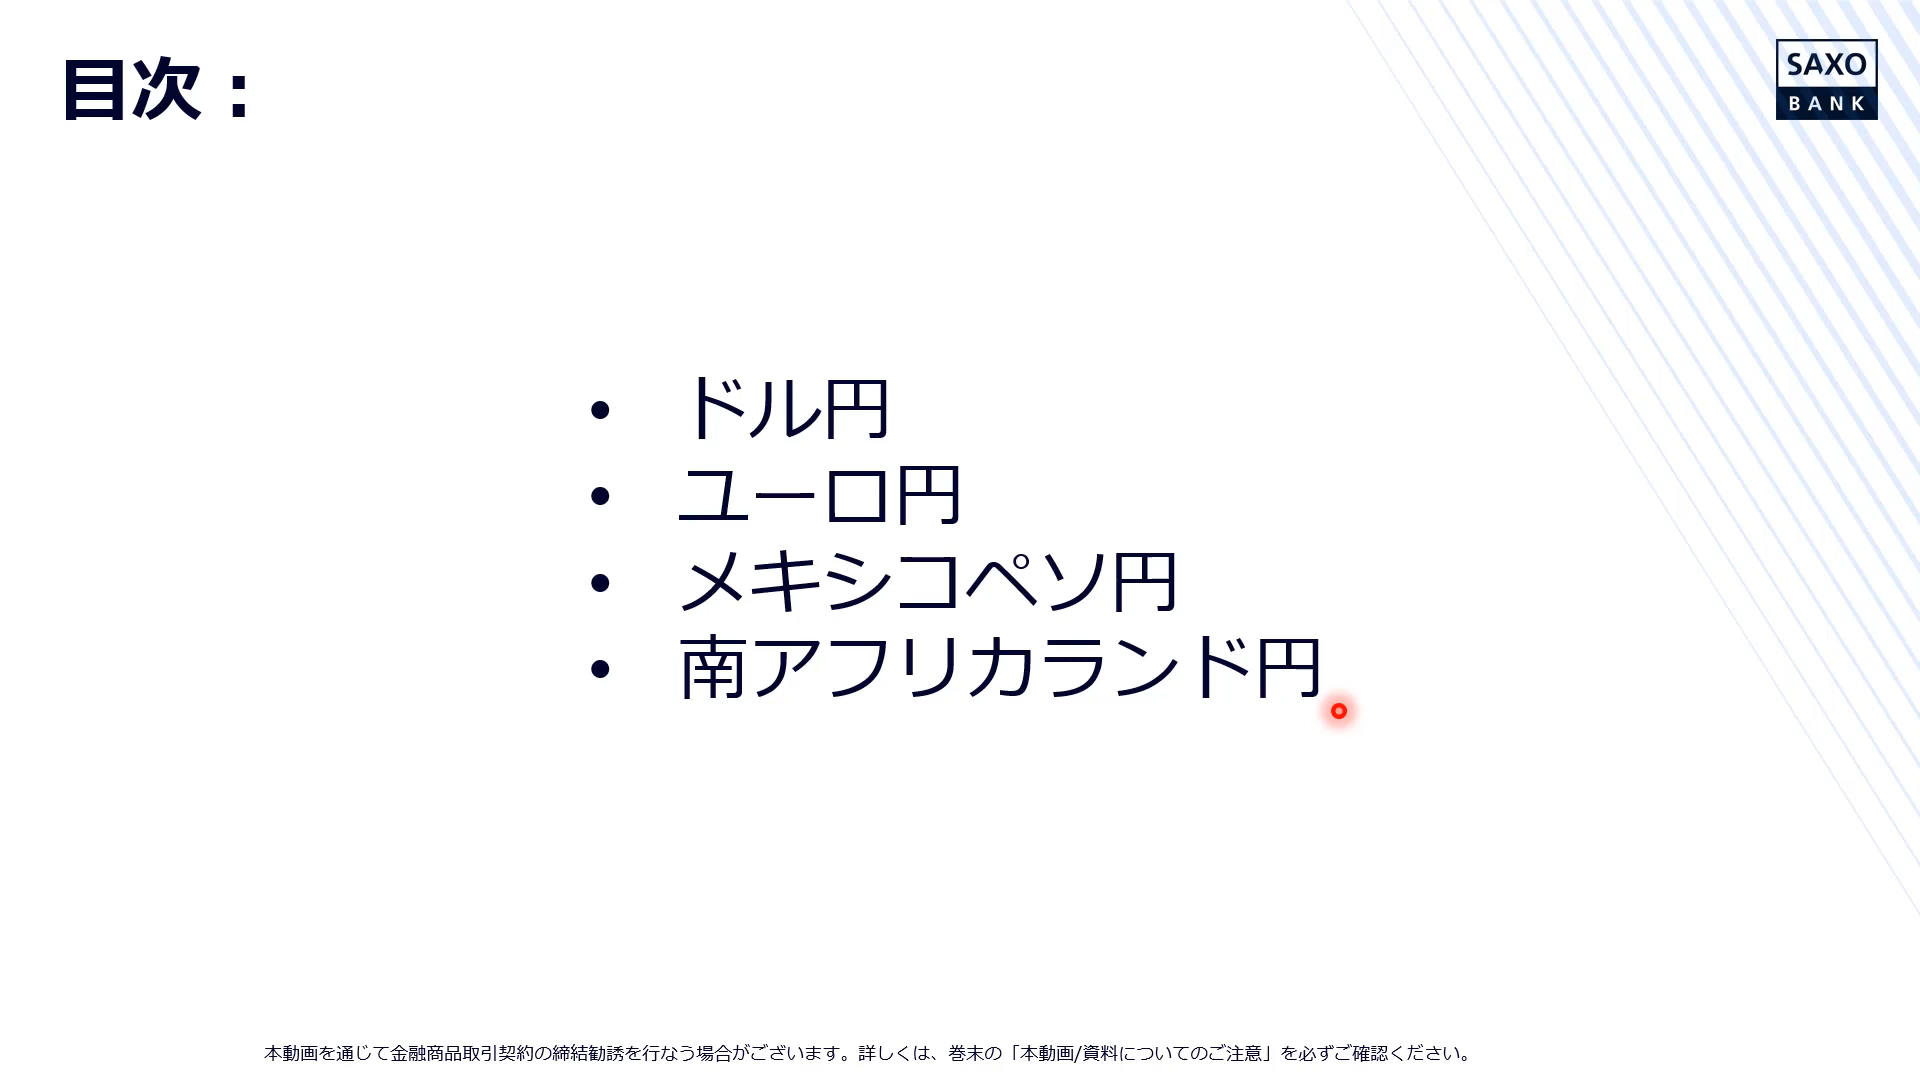 目次：
SAXO
BANK
• ドル円
• ユーロ円
• メキシコペソ円
• 南アフリカランド円
本動画を通じて金融商品取引契約の締結勧誘を行なう場合がございます。詳しくは、巻末の「本動画/資料についてのご注意」を必ずご確認ください。